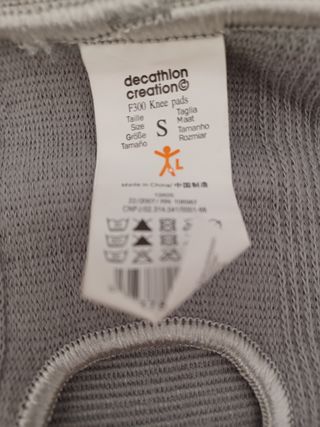 decathlon
creation©
F300 Knee pads
Taille
Size
Größe
Tamaño
S
Taglia
Maat
Tamanho
Rozmiar
L
Made in China/ 中国制造